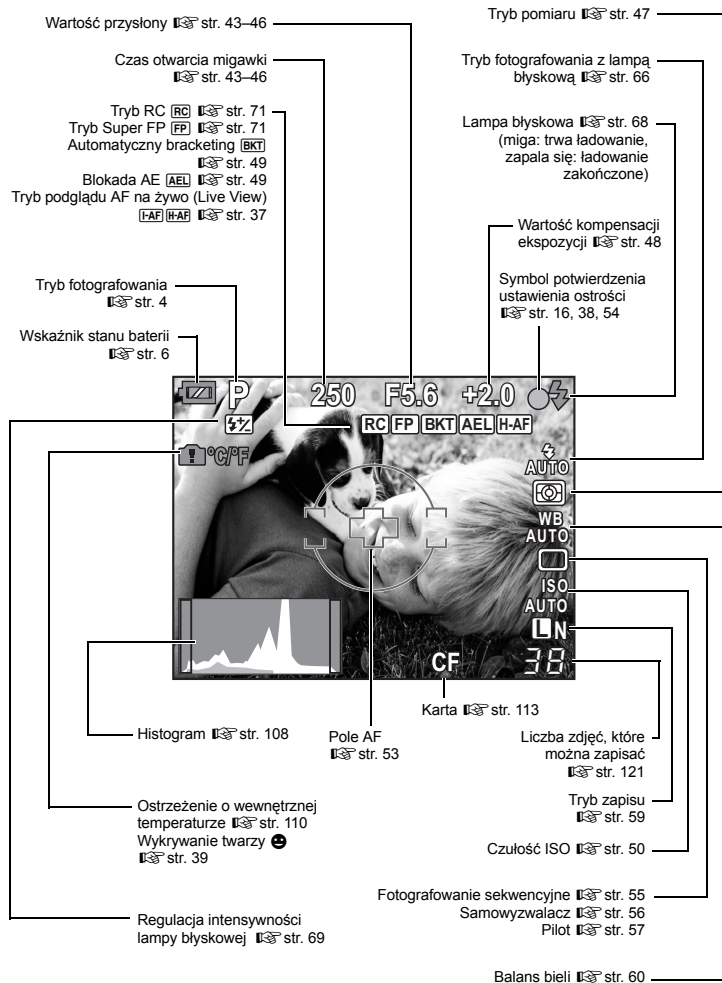 Wartość przysłony ☞ str. 43–46
Czas otwarcia migawki
☞ str. 43–46
Tryb RC RC ☞ str. 71
Tryb Super FP FP ☞ str. 71
Automatyczny bracketing BKT
☞ str. 49
Blokada AE AEL ☞ str. 49
Tryb podglądu AF na żywo (Live View)
I-AF H-AF ☞ str. 37
Tryb fotografowania
☞ str. 4
Wskaźnik stanu baterii
☞ str. 6
Tryb pomiaru ☞ str. 47
Tryb fotografowania z lampą
błyskową ☞ str. 66
Lampa błyskowa ☞ str. 68
(miga: trwa ładowanie,
zapala się: ładowanie
zakończone)
Wartość kompensacji
ekspozycji ☞ str. 48
Symbol potwierdzenia
ustawienia ostrości
☞ str. 16, 38, 54
P 250 F5.6 +2.0
RC FP BKT AEL H-AF
°C/°F
AUTO
WB
AUTO
ISO
AUTO
L N
CF 38
Karta ☞ str. 113
Histogram ☞ str. 108
Pole AF
☞ str. 53
Liczba zdjęć, które
można zapisać
☞ str. 121
Ostrzeżenie o wewnętrznej
temperaturze ☞ str. 110
Wykrywanie twarzy
☞ str. 39
Tryb zapisu
☞ str. 59
Czułość ISO ☞ str. 50
Fotografowanie sekwencyjne ☞ str. 55
Samowyzwalacz ☞ str. 56
Pilot ☞ str. 57
Regulacja intensywności
lampy błyskowej ☞ str. 69
Balans bieli ☞ str. 60